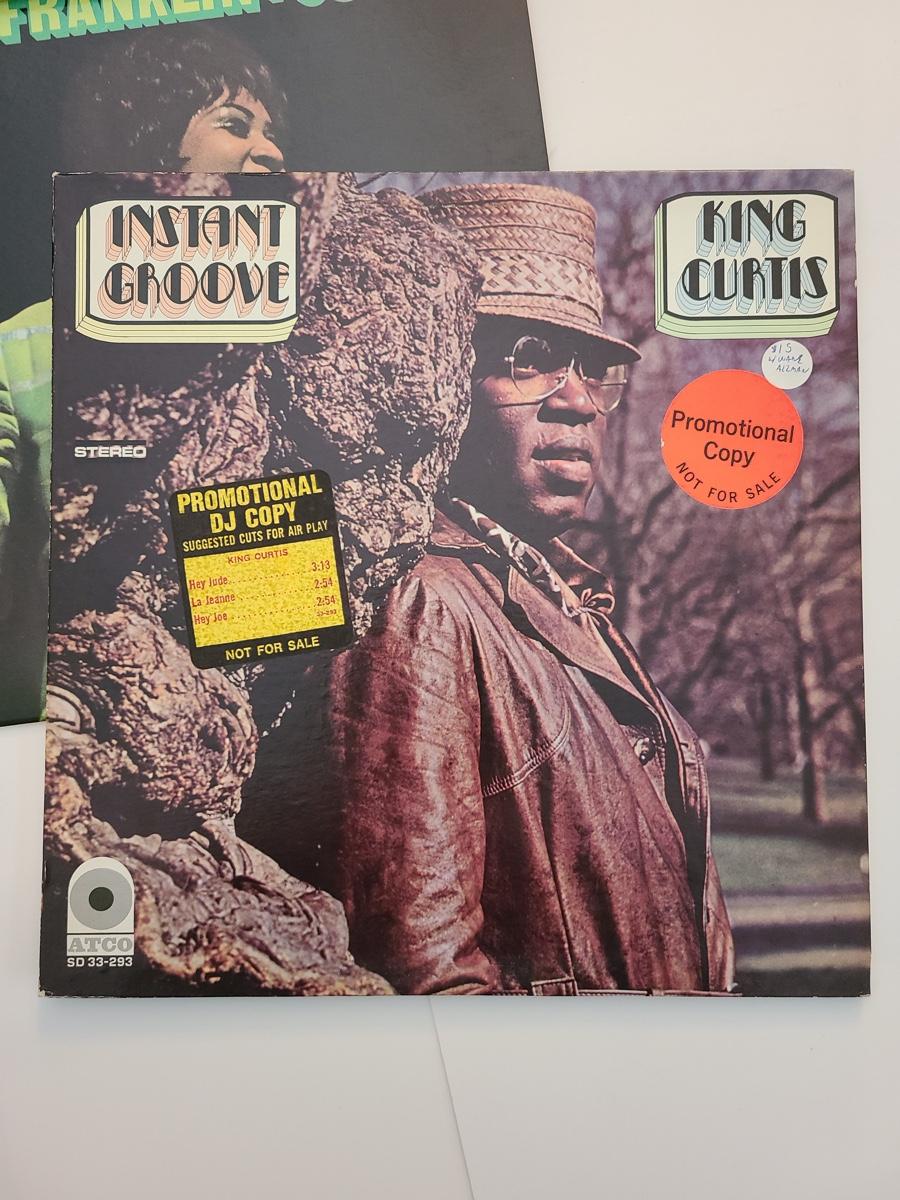 FRANKLIN
INSTANT
GROOVE
KING
CURTIS
$15
Promotional
Copy
NOT FOR SALE
STEREO
PROMOTIONAL
DJ COPY
SUGGESTED CUTS FOR AIR PLAY
KING CURTIS
Hey Jude.................3:13
La Jeanne................2:54
Hey Joe..................2:54
33-293
NOT FOR SALE
ATCO
SD 33-293